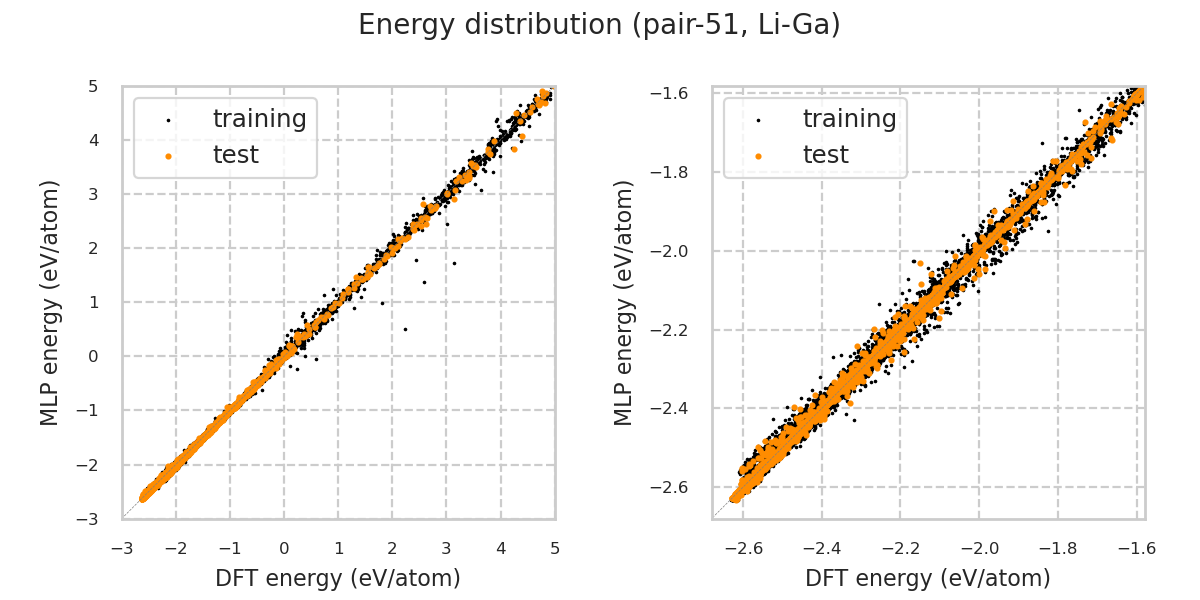 Energy distribution (pair-51, Li-Ga)
MLP energy (eV/atom)
5
4
3
2
1
0
−1
−2
−3
training
test
−3 −2 −1 0 1 2 3 4 5
DFT energy (eV/atom)
MLP energy (eV/atom)
−1.6
−1.8
−2.0
−2.2
−2.4
−2.6
training
test
−2.6 −2.4 −2.2 −2.0 −1.8 −1.6
DFT energy (eV/atom)